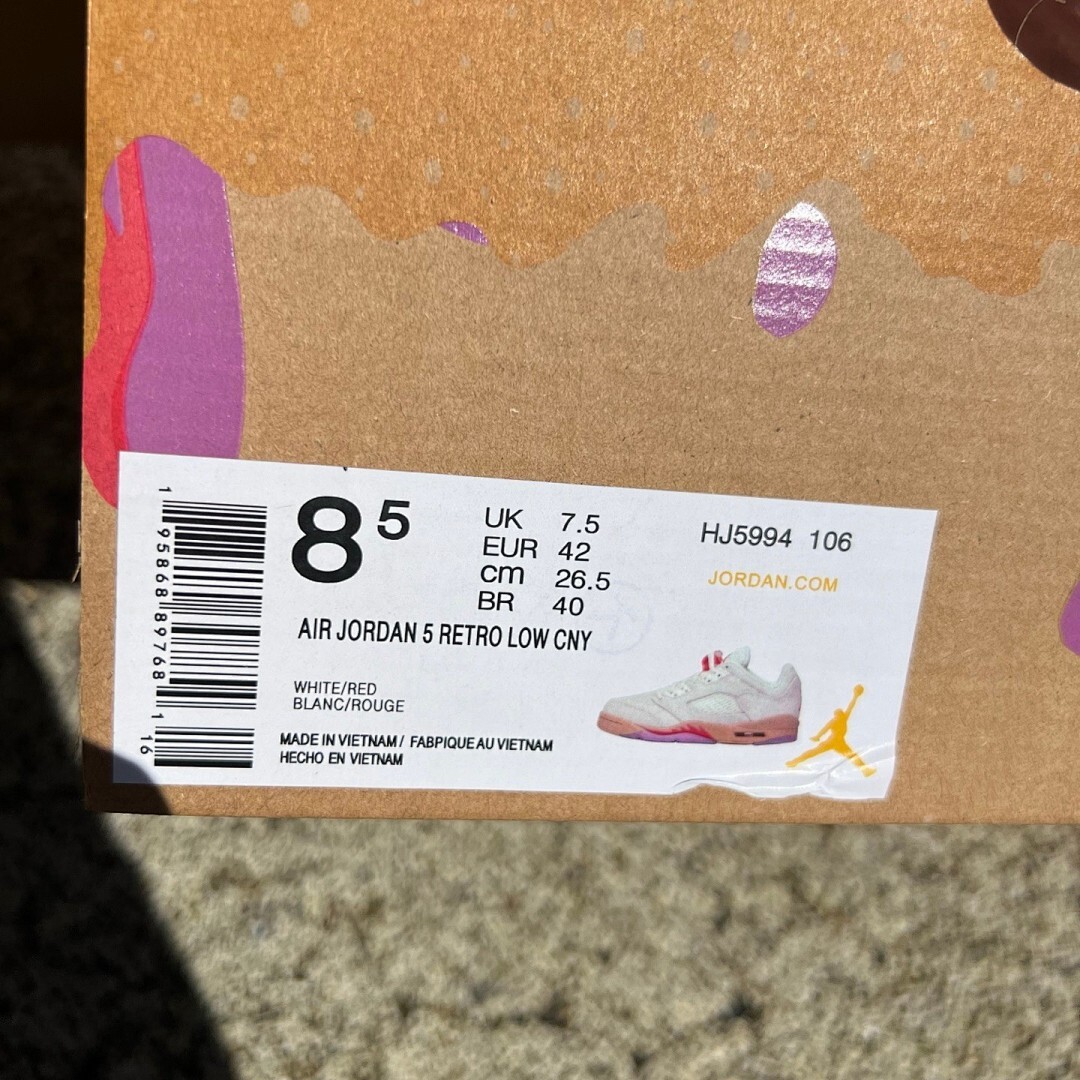 8 5
UK 7.5
EUR 42
cm 26.5
BR 40
HJ5994 106
JORDAN.COM
AIR JORDAN 5 RETRO LOW CNY
WHITE/RED
BLANC/ROUGE
MADE IN VIETNAM / FABPIQUE AU VIETNAM
HECHO EN VIETNAM
1 95868 89768 1 16